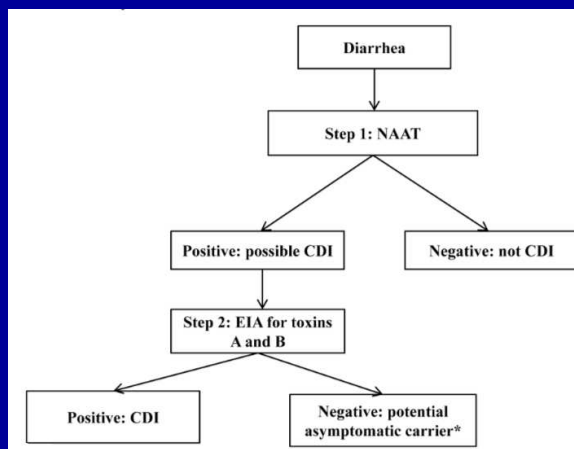 Diarrhea
Step 1: NAAT
Positive: possible CDI
Negative: not CDI
Step 2: EIA for toxins
A and B
Positive: CDI
Negative: potential
asymptomatic carrier*